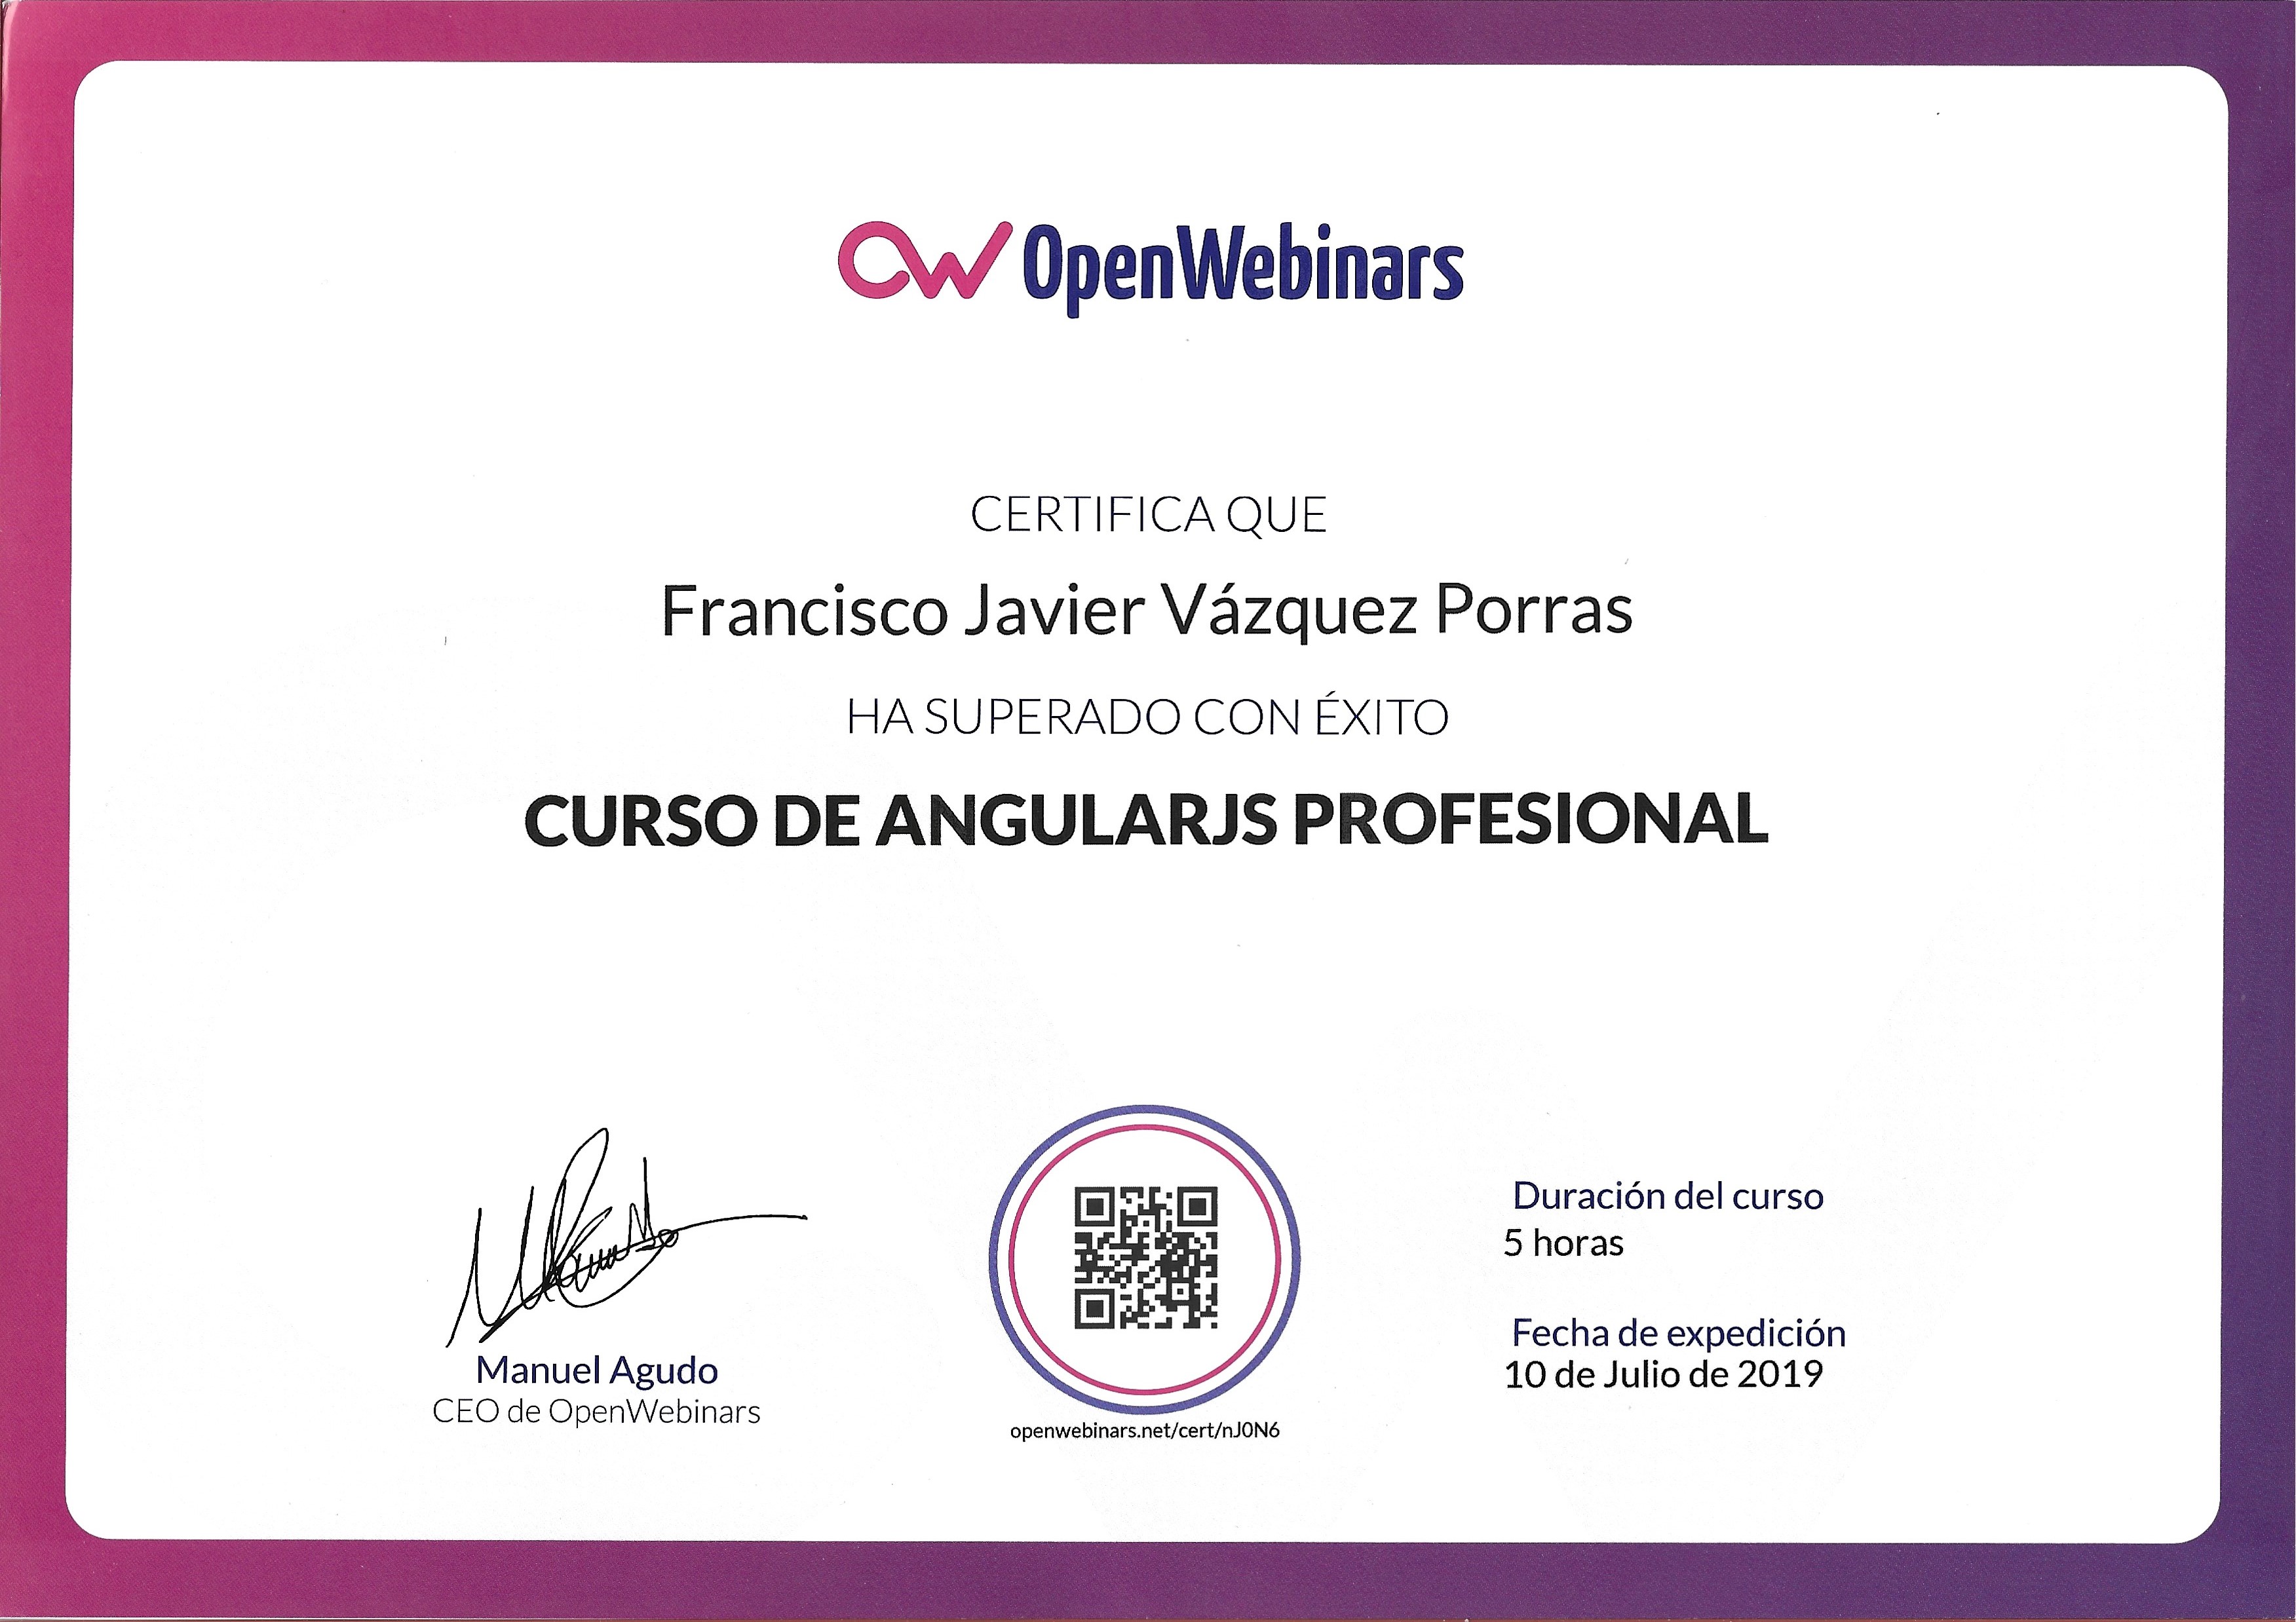 OpenWebinars
CERTIFICA QUE
Francisco Javier Vázquez Porras
HA SUPERADO CON ÉXITO
CURSO DE ANGULARJS PROFESIONAL
Manuel Agudo
CEO de OpenWebinars
openwebinars.net/cert/nJ0N6
Duración del curso
5 horas
Fecha de expedición
10 de Julio de 2019